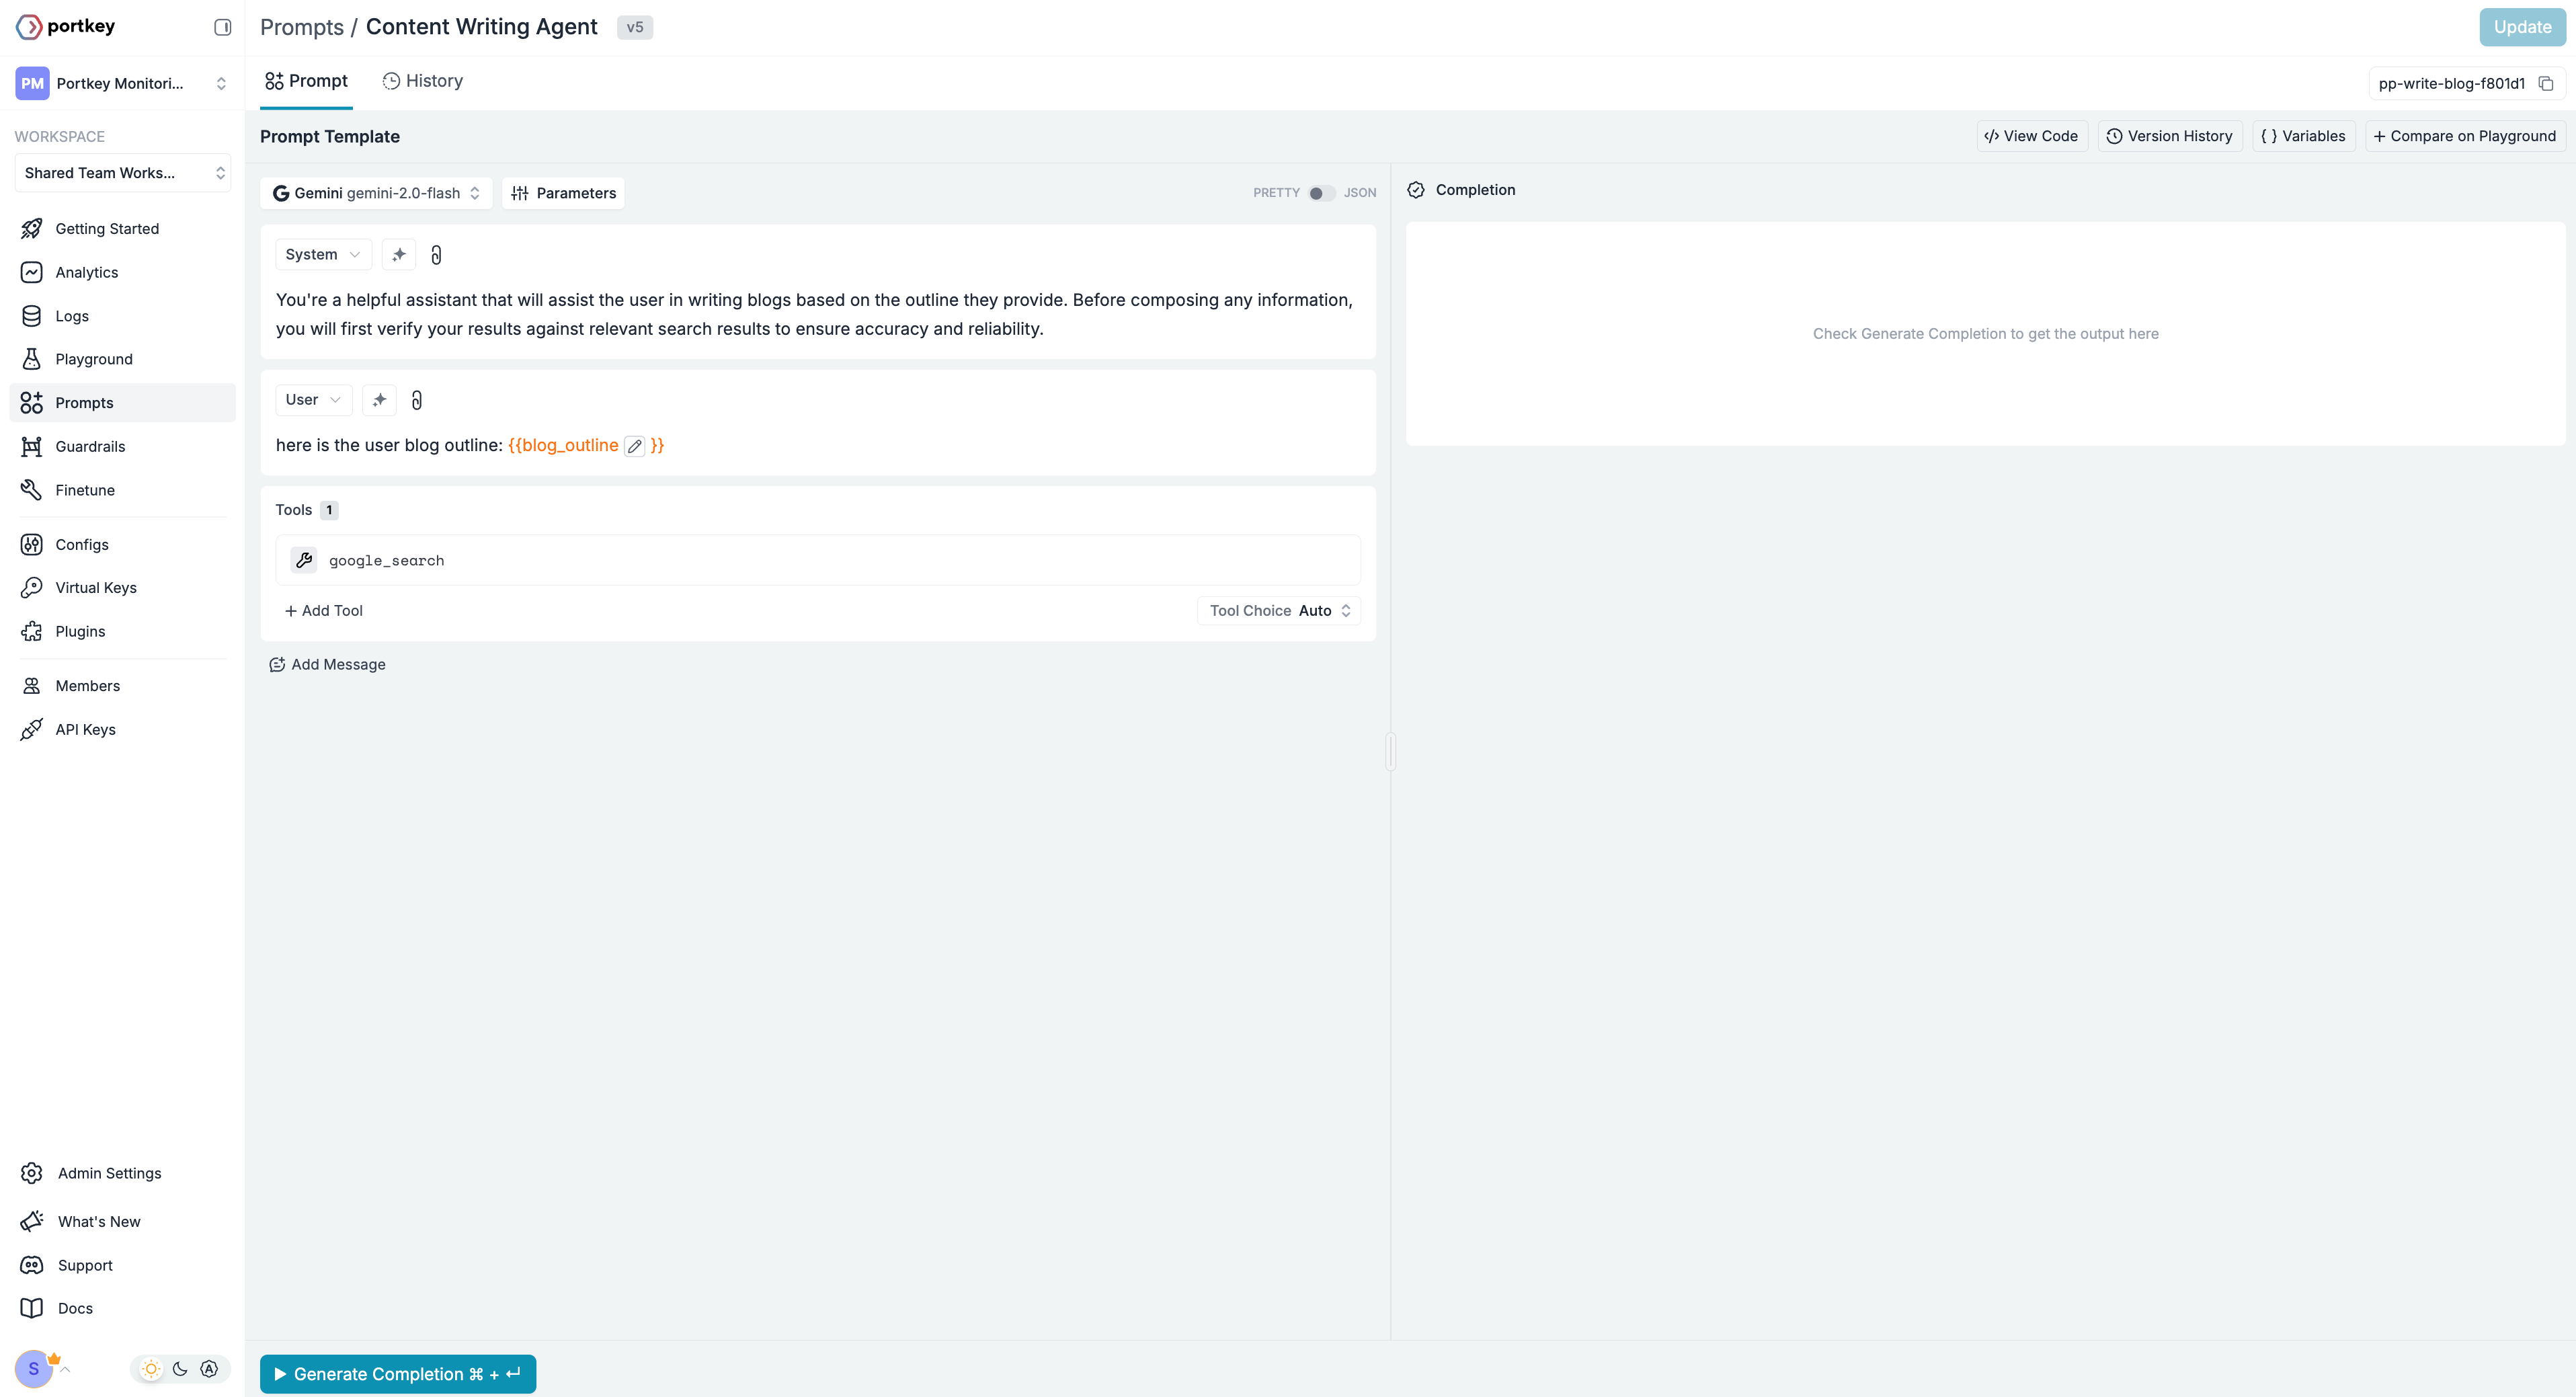 portkey
PM Portkey Monitori...
WORKSPACE
Shared Team Works...
Getting Started
Analytics
Logs
Playground
Prompts
Guardrails
Finetune
Configs
Virtual Keys
Plugins
Members
API Keys
Admin Settings
What's New
Support
Docs
S
Prompts / Content Writing Agent v5
Update
Prompt History
pp-write-blog-f801d1
Prompt Template
View Code
Version History
{ } Variables
+ Compare on Playground
Gemini gemini-2.0-flash
Parameters
PRETTY JSON
System
You're a helpful assistant that will assist the user in writing blogs based on the outline they provide. Before composing any information,
you will first verify your results against relevant search results to ensure accuracy and reliability.
User
here is the user blog outline: {{blog_outline }}
Tools 1
google_search
+ Add Tool
Tool Choice Auto
Add Message
Completion
Check Generate Completion to get the output here
Generate Completion ⌘ + ↵